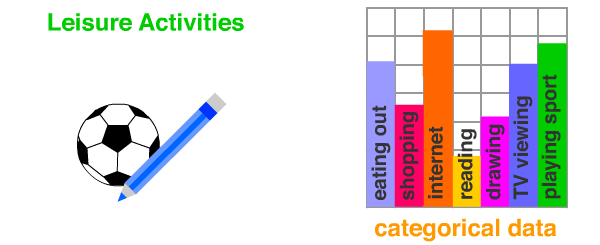 Leisure Activities
eating out
shopping
internet
reading
drawing
TV viewing
playing sport
categorical data